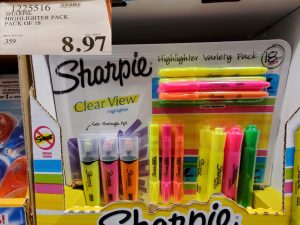 1225516
SHARPIE
HIGHLIGHTER PACK
PACK OF 18
.359
8.97
Sharpie
Highlighter Variety Pack
18
Clear View
Highlighter
See-through tip!
Sharpie